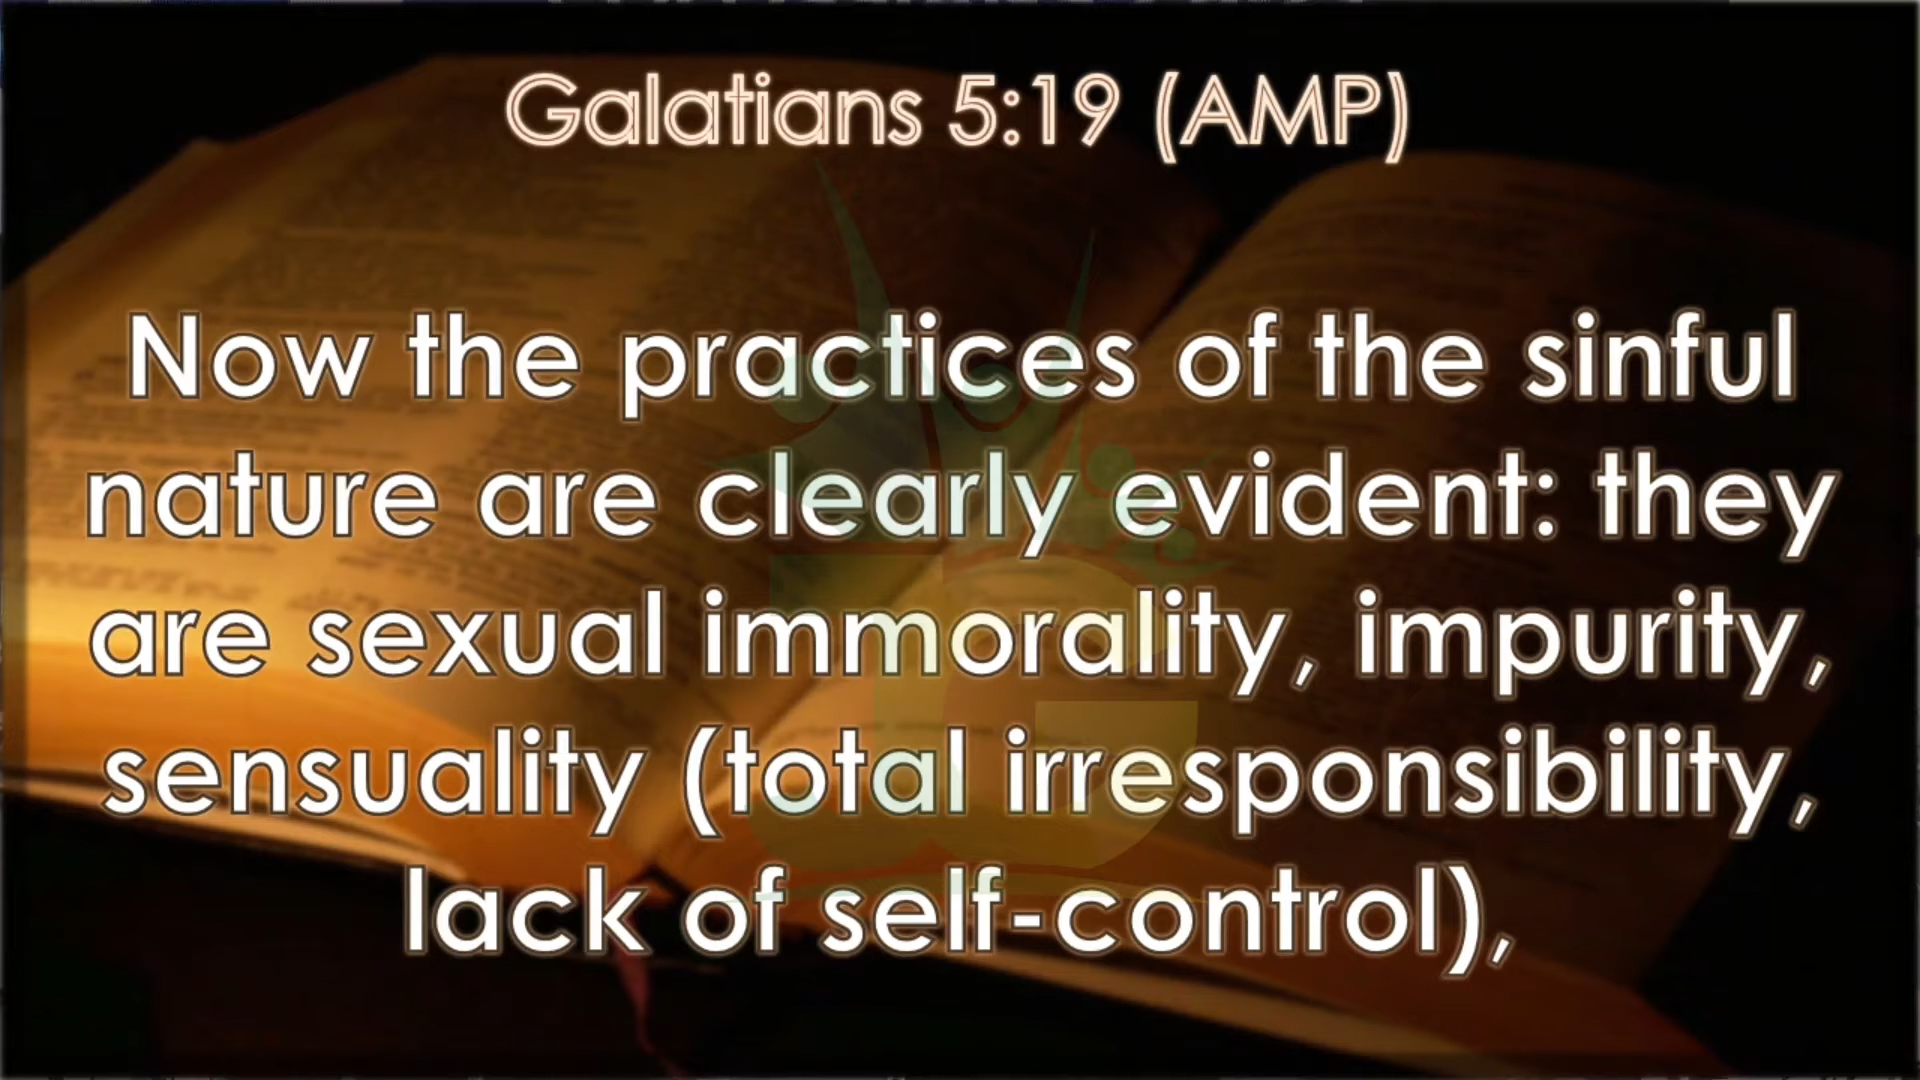 Galatians 5:19 (AMP)
Now the practices of the sinful
nature are clearly evident: they
are sexual immorality, impurity,
sensuality (total irresponsibility,
lack of self-control),